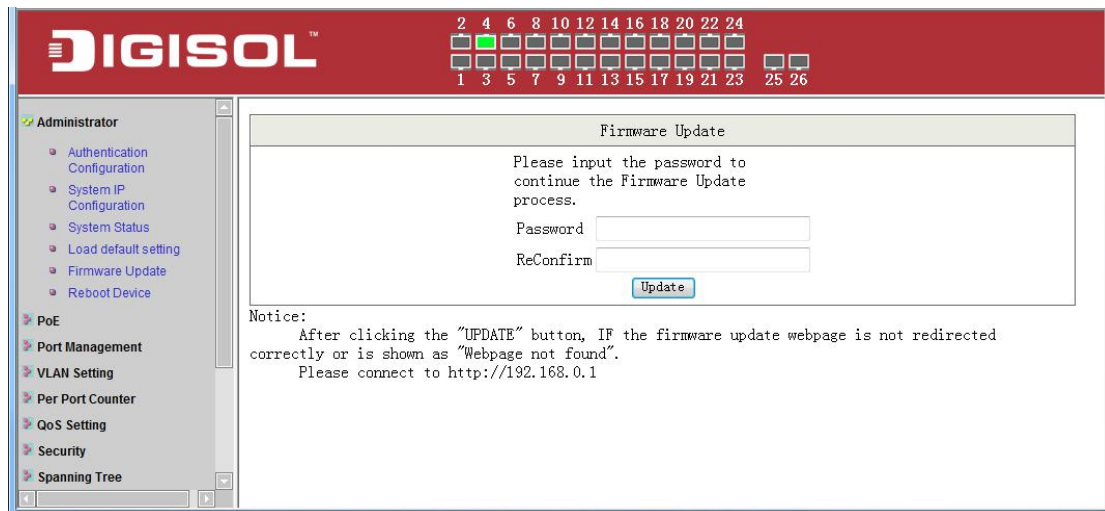 DIGISOL™
2 4 6 8 10 12 14 16 18 20 22 24
1 3 5 7 9 11 13 15 17 19 21 23 25 26
Administrator
Authentication
Configuration
System IP
Configuration
System Status
Load default setting
Firmware Update
Reboot Device
PoE
Port Management
VLAN Setting
Per Port Counter
QoS Setting
Security
Spanning Tree
Firmware Update
Please input the password to
continue the Firmware Update
process.
Password
ReConfirm
Update
Notice:
After clicking the "UPDATE" button, IF the firmware update webpage is not redirected
correctly or is shown as "Webpage not found".
Please connect to http://192.168.0.1